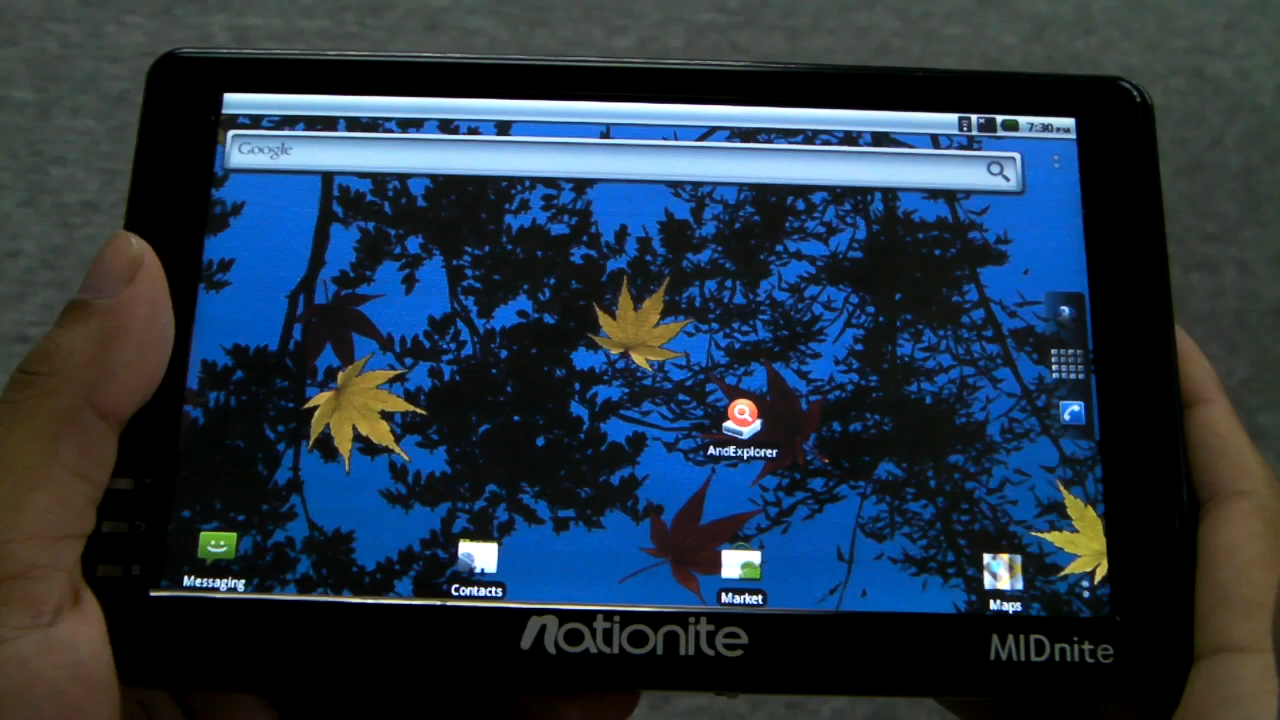 7:30 PM
Google
AndExplorer
Messaging
Contacts
Market
Maps
nationite
MIDnite